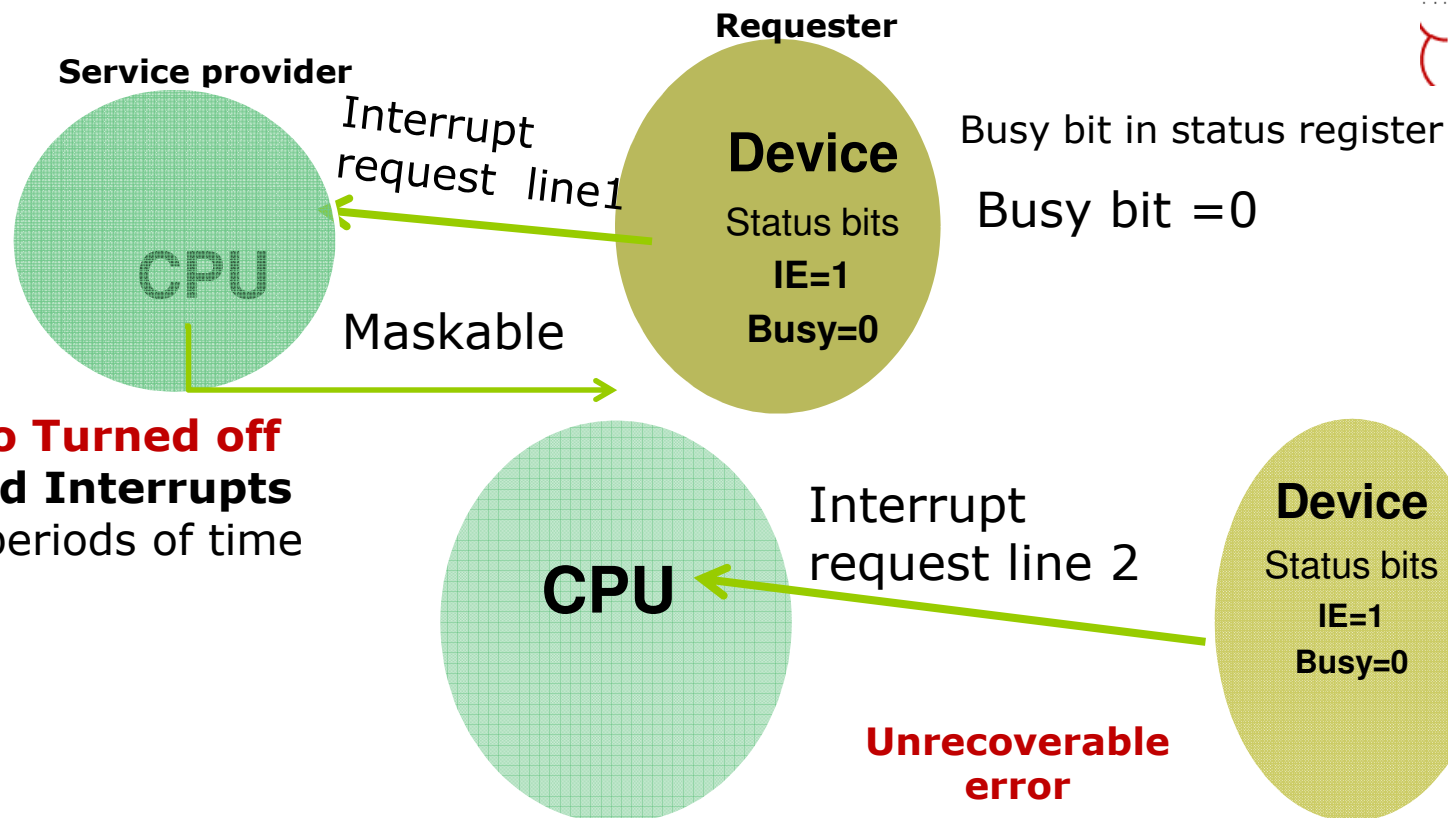 Requester
Service provider
Interrupt
request line1
Device
Status bits
IE=1
Busy=0
Busy bit in status register
Busy bit =0
CPU
Maskable
Turned off
Interrupts
periods of time
CPU
Interrupt
request line 2
Device
Status bits
IE=1
Busy=0
Unrecoverable
error